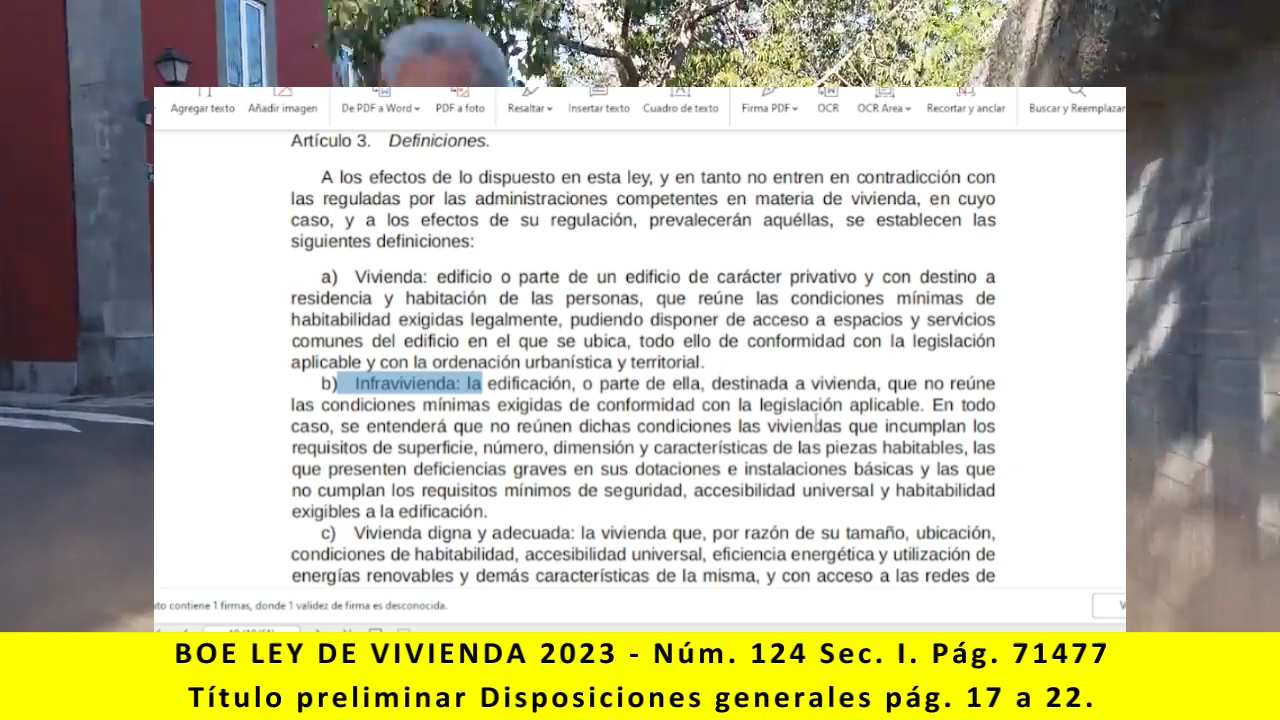 Agregar texto Añadir imagen De PDF a Word PDF a foto Resaltar Insertar texto Cuadro de texto Firma PDF OCR OCR Area Recortar y anclar Buscar y Reemplazar
Artículo 3. Definiciones.
A los efectos de lo dispuesto en esta ley, y en tanto no entren en contradicción con
las reguladas por las administraciones competentes en materia de vivienda, en cuyo
caso, y a los efectos de su regulación, prevalecerán aquéllas, se establecen las
siguientes definiciones:
a) Vivienda: edificio o parte de un edificio de carácter privativo y con destino a
residencia y habitación de las personas, que reúne las condiciones mínimas de
habitabilidad exigidas legalmente, pudiendo disponer de acceso a espacios y servicios
comunes del edificio en el que se ubica, todo ello de conformidad con la legislación
aplicable y con la ordenación urbanística y territorial.
b) Infravivienda: la edificación, o parte de ella, destinada a vivienda, que no reúne
las condiciones mínimas exigidas de conformidad con la legislación aplicable. En todo
caso, se entenderá que no reúnen dichas condiciones las viviendas que incumplan los
requisitos de superficie, número, dimensión y características de las piezas habitables, las
que presenten deficiencias graves en sus dotaciones e instalaciones básicas y las que
no cumplan los requisitos mínimos de seguridad, accesibilidad universal y habitabilidad
exigibles a la edificación.
c) Vivienda digna y adecuada: la vivienda que, por razón de su tamaño, ubicación,
condiciones de habitabilidad, accesibilidad universal, eficiencia energética y utilización de
energías renovables y demás características de la misma, y con acceso a las redes de
to contiene 1 firmas, donde 1 validez de firma es desconocida.
BOE LEY DE VIVIENDA 2023 - Núm. 124 Sec. I. Pág. 71477
Título preliminar Disposiciones generales pág. 17 a 22.